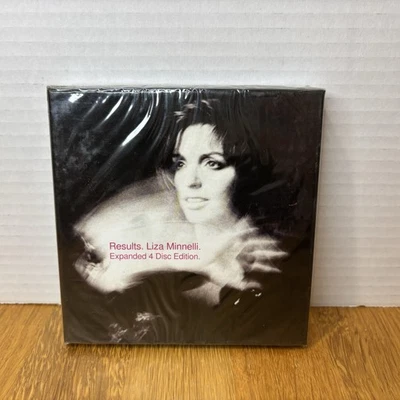 Results. Liza Minnelli.
Expanded 4 Disc Edition.